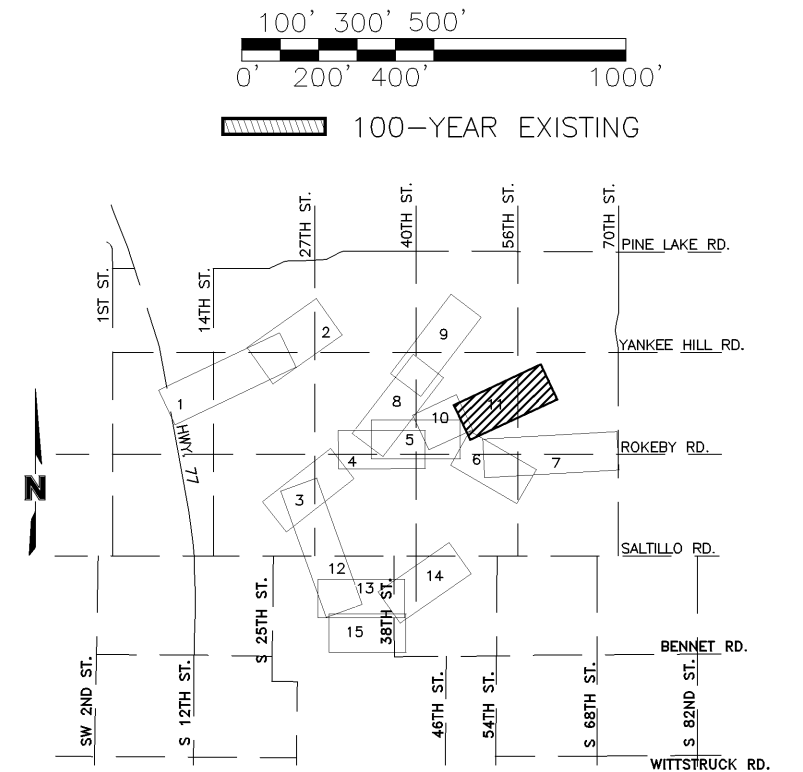 100' 300' 500'
0' 200' 400' 1000'
100-YEAR EXISTING
1ST ST.
14TH ST.
27TH ST.
40TH ST.
56TH ST.
70TH ST.
PINE LAKE RD.
YANKEE HILL RD.
ROKEBY RD.
SALTILLO RD.
BENNET RD.
WITTSTRUCK RD.
HWY. 77
N
1
2
9
8
11
10
5
4
6
7
3
12
13
14
15
S 25TH ST.
38TH ST.
SW 2ND ST.
S 12TH ST.
46TH ST.
54TH ST.
S 68TH ST.
S 82ND ST.